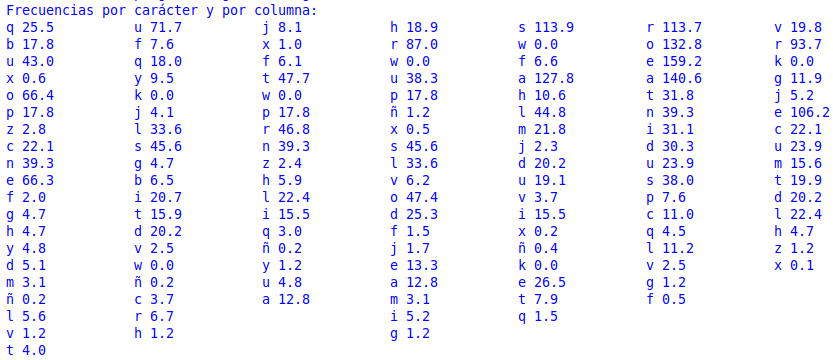 Frecuencias por carácter y por columna:
q 25.5 u 71.7 j 8.1 h 18.9 s 113.9 r 113.7 v 19.8
b 17.8 f 7.6 x 1.0 r 87.0 w 0.0 o 132.8 r 93.7
u 43.0 q 18.0 f 6.1 w 0.0 f 6.6 e 159.2 k 0.0
x 0.6 y 9.5 t 47.7 u 38.3 a 127.8 a 140.6 g 11.9
o 66.4 k 0.0 w 0.0 p 17.8 h 10.6 t 31.8 j 5.2
p 17.8 j 4.1 p 17.8 ñ 1.2 l 44.8 n 39.3 e 106.2
z 2.8 l 33.6 r 46.8 x 0.5 m 21.8 i 31.1 c 22.1
c 22.1 s 45.6 n 39.3 s 45.6 j 2.3 d 30.3 u 23.9
n 39.3 g 4.7 z 2.4 l 33.6 d 20.2 u 23.9 m 15.6
e 66.3 b 6.5 h 5.9 v 6.2 u 19.1 s 38.0 t 19.9
f 2.0 i 20.7 l 22.4 o 47.4 v 3.7 p 7.6 d 20.2
g 4.7 t 15.9 i 15.5 d 25.3 i 15.5 c 11.0 l 22.4
h 4.7 d 20.2 q 3.0 f 1.5 x 0.2 q 4.5 h 4.7
y 4.8 v 2.5 ñ 0.2 j 1.7 ñ 0.4 l 11.2 z 1.2
d 5.1 w 0.0 y 1.2 e 13.3 k 0.0 v 2.5 x 0.1
m 3.1 ñ 0.2 u 4.8 a 12.8 e 26.5 g 1.2
ñ 0.2 c 3.7 a 12.8 m 3.1 t 7.9 f 0.5
l 5.6 r 6.7 i 5.2 q 1.5
v 1.2 h 1.2 g 1.2
t 4.0